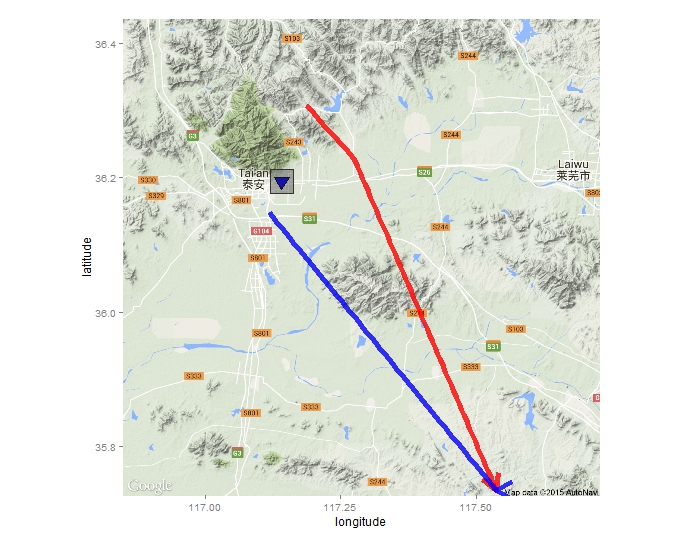 S103
36.4
S244
G3
S244
S243
Laiwu
莱芜市
S26
Tai'an
泰安
36.2
S330
S329
S801
S31
S244
G104
S801
latitude
36.0
S103
S801
S31
S333
S333
S333
S801
35.8
G3
S244
Google
Map data ©2015 AutoNavi
117.00
117.25
117.50
longitude